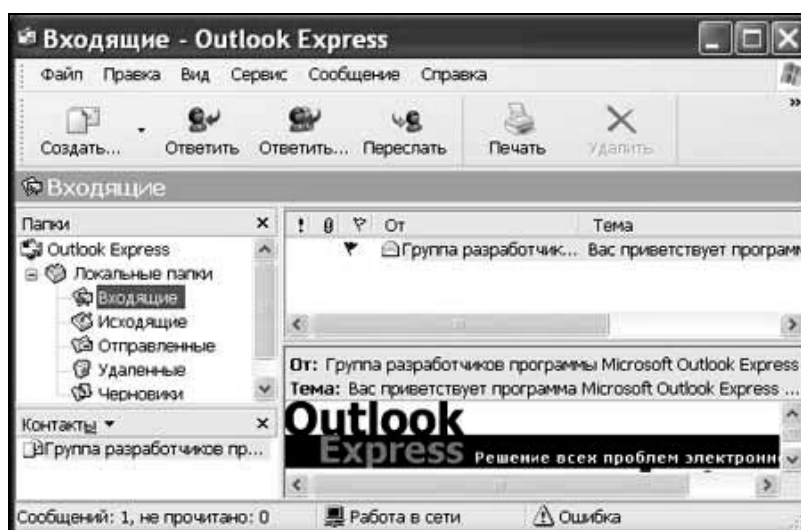 Входящие - Outlook Express
Файл Правка Вид Сервис Сообщение Справка
Создать... Ответить Ответить... Переслать Печать Удалить
Входящие
Папки
Outlook Express
Локальные папки
Входящие
Исходящие
Отправленные
Удаленные
Черновики
Контакты
Группа разработчиков пр...
! От Тема
Группа разработчик... Вас приветствует програм
От: Группа разработчиков программы Microsoft Outlook Express
Тема: Вас приветствует программа Microsoft Outlook Express ...
Outlook
Express Решение всех проблем электронн
Сообщений: 1, не прочитано: 0 Работа в сети Ошибка